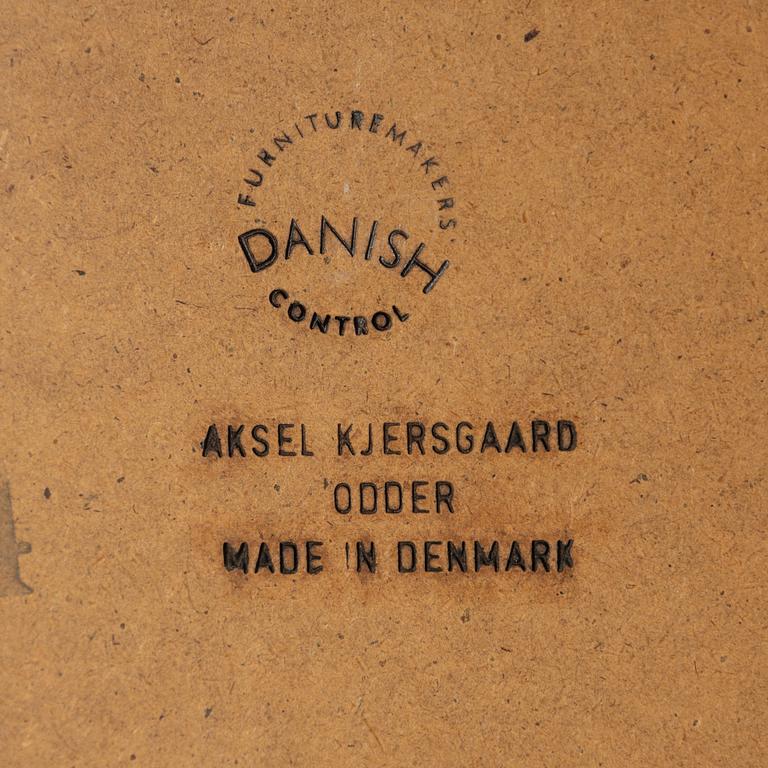 FURNITUREMAKERS'
DANISH
CONTROL
AKSEL KJERSGAARD
ODDER
MADE IN DENMARK